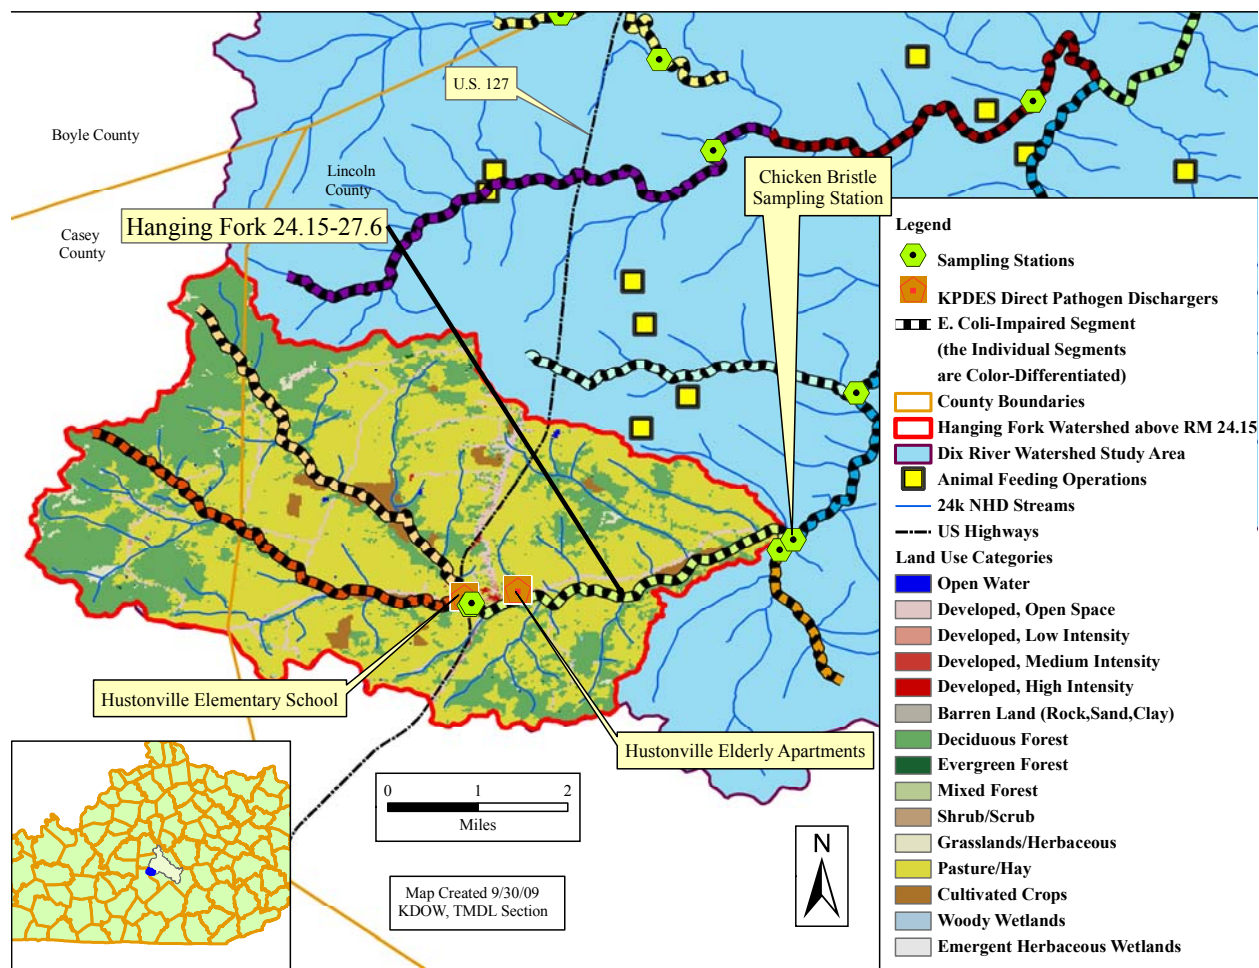 U.S. 127
Boyle County
Lincoln
County
Chicken Bristle
Sampling Station
Hanging Fork 24.15-27.6
Casey
County
Hustonville Elementary School
Hustonville Elderly Apartments
0 1 2
Miles
N
Map Created 9/30/09
KDOW, TMDL Section
Legend
Sampling Stations
KPDES Direct Pathogen Dischargers
E. Coli-Impaired Segment
(the Individual Segments
are Color-Differentiated)
County Boundaries
Hanging Fork Watershed above RM 24.15
Dix River Watershed Study Area
Animal Feeding Operations
24k NHD Streams
US Highways
Land Use Categories
Open Water
Developed, Open Space
Developed, Low Intensity
Developed, Medium Intensity
Developed, High Intensity
Barren Land (Rock,Sand,Clay)
Deciduous Forest
Evergreen Forest
Mixed Forest
Shrub/Scrub
Grasslands/Herbaceous
Pasture/Hay
Cultivated Crops
Woody Wetlands
Emergent Herbaceous Wetlands